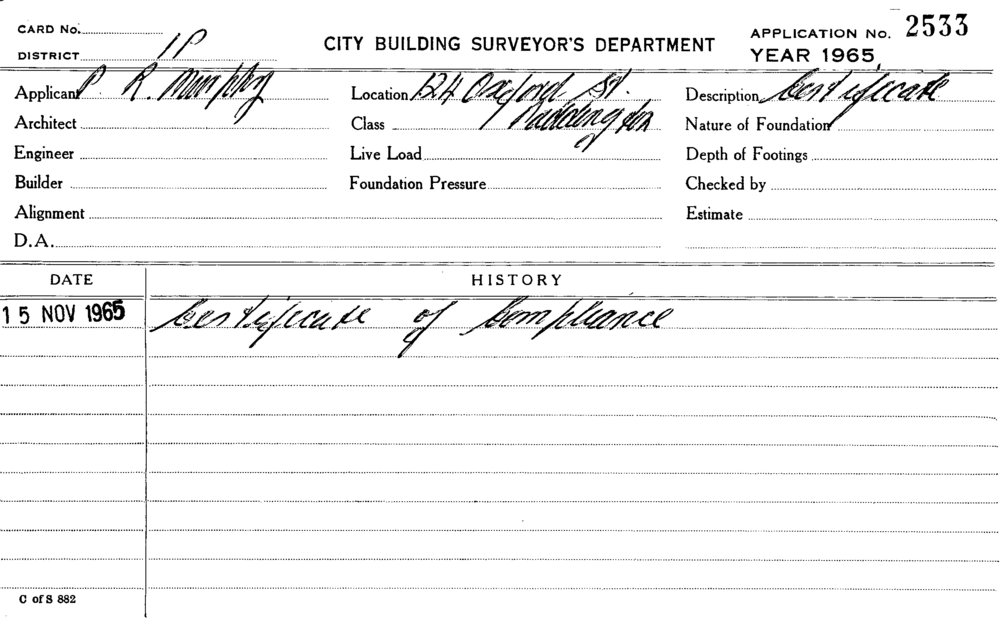 CARD No.
DISTRICT 1P
CITY BUILDING SURVEYOR'S DEPARTMENT
APPLICATION No. 2533
YEAR 1965
Applicant P. R. Murphy
Location 124 Oxford St.
Description Certificate
Architect
Class Paddington
Nature of Foundation
Engineer
Live Load
Depth of Footings
Builder
Foundation Pressure
Checked by
Alignment
Estimate
D.A.
DATE HISTORY
15 NOV 1965 Certificate of Compliance
C of S 882